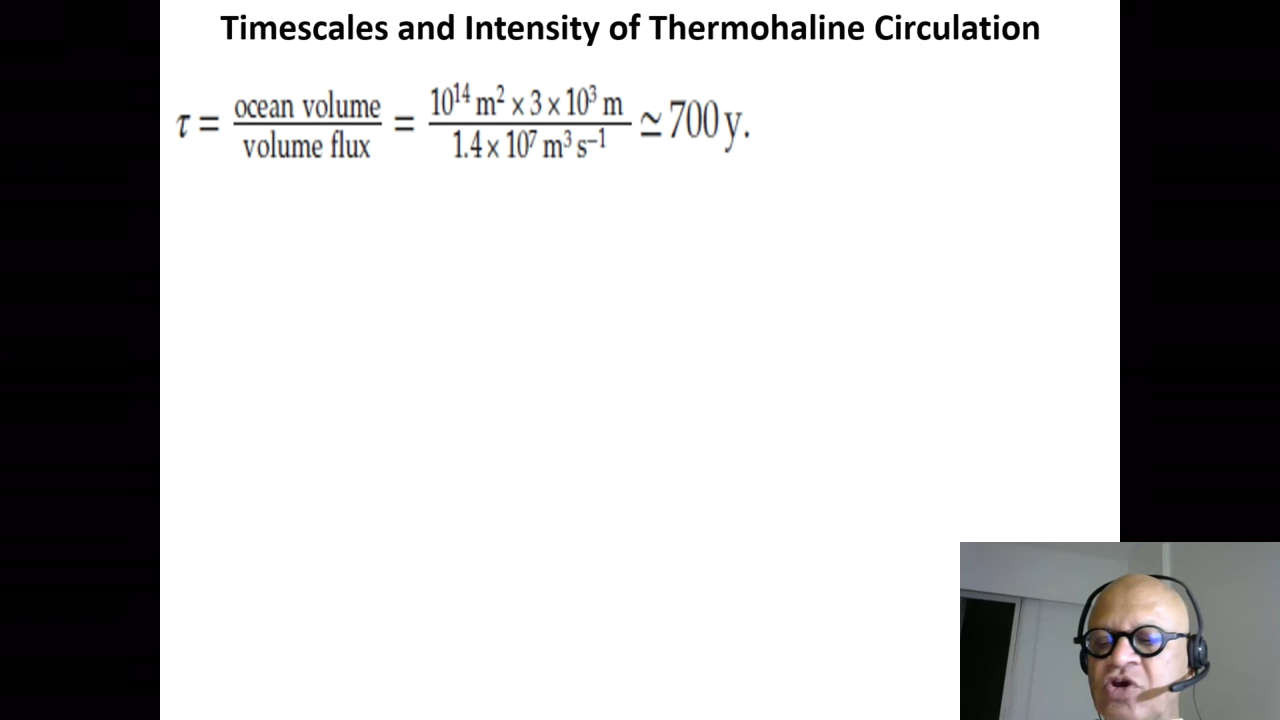 Timescales and Intensity of Thermohaline Circulation
τ = ocean volume / volume flux = 10¹⁴ m² x 3 x 10³ m / 1.4 x 10⁷ m³ s⁻¹ ≃ 700 y.